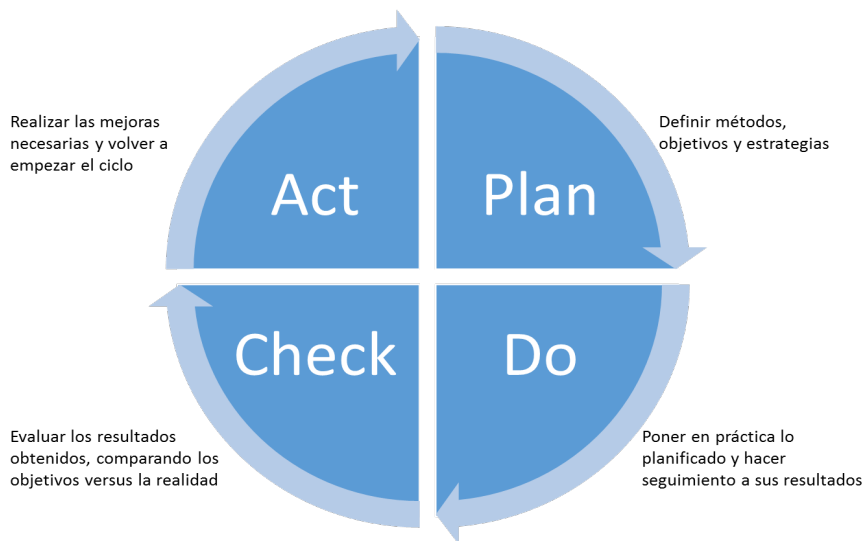 Realizar las mejoras
necesarias y volver a
empezar el ciclo
Act
Plan
Definir métodos,
objetivos y estrategias
Check
Do
Evaluar los resultados
obtenidos, comparando los
objetivos versus la realidad
Poner en práctica lo
planificado y hacer
seguimiento a sus resultados